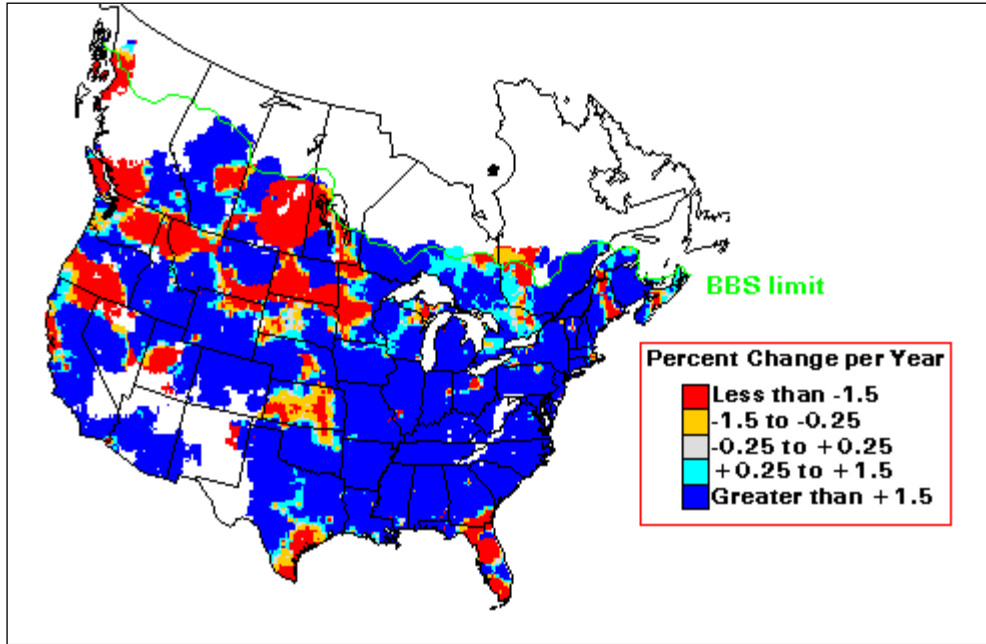 BBS limit
Percent Change per Year
Less than -1.5
-1.5 to -0.25
-0.25 to +0.25
+0.25 to +1.5
Greater than +1.5